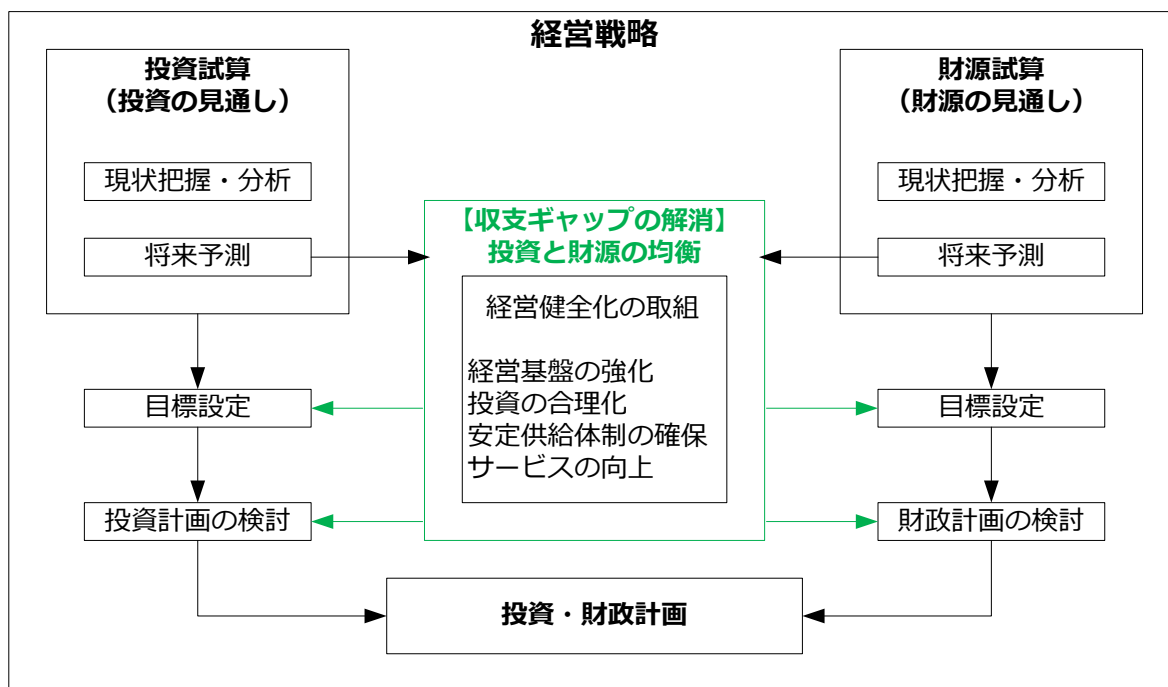 経営戦略
投資試算
（投資の見通し）
現状把握・分析
将来予測
目標設定
投資計画の検討
【収支ギャップの解消】
投資と財源の均衡
経営健全化の取組
経営基盤の強化
投資の合理化
安定供給体制の確保
サービスの向上
財源試算
（財源の見通し）
現状把握・分析
将来予測
目標設定
財政計画の検討
投資・財政計画